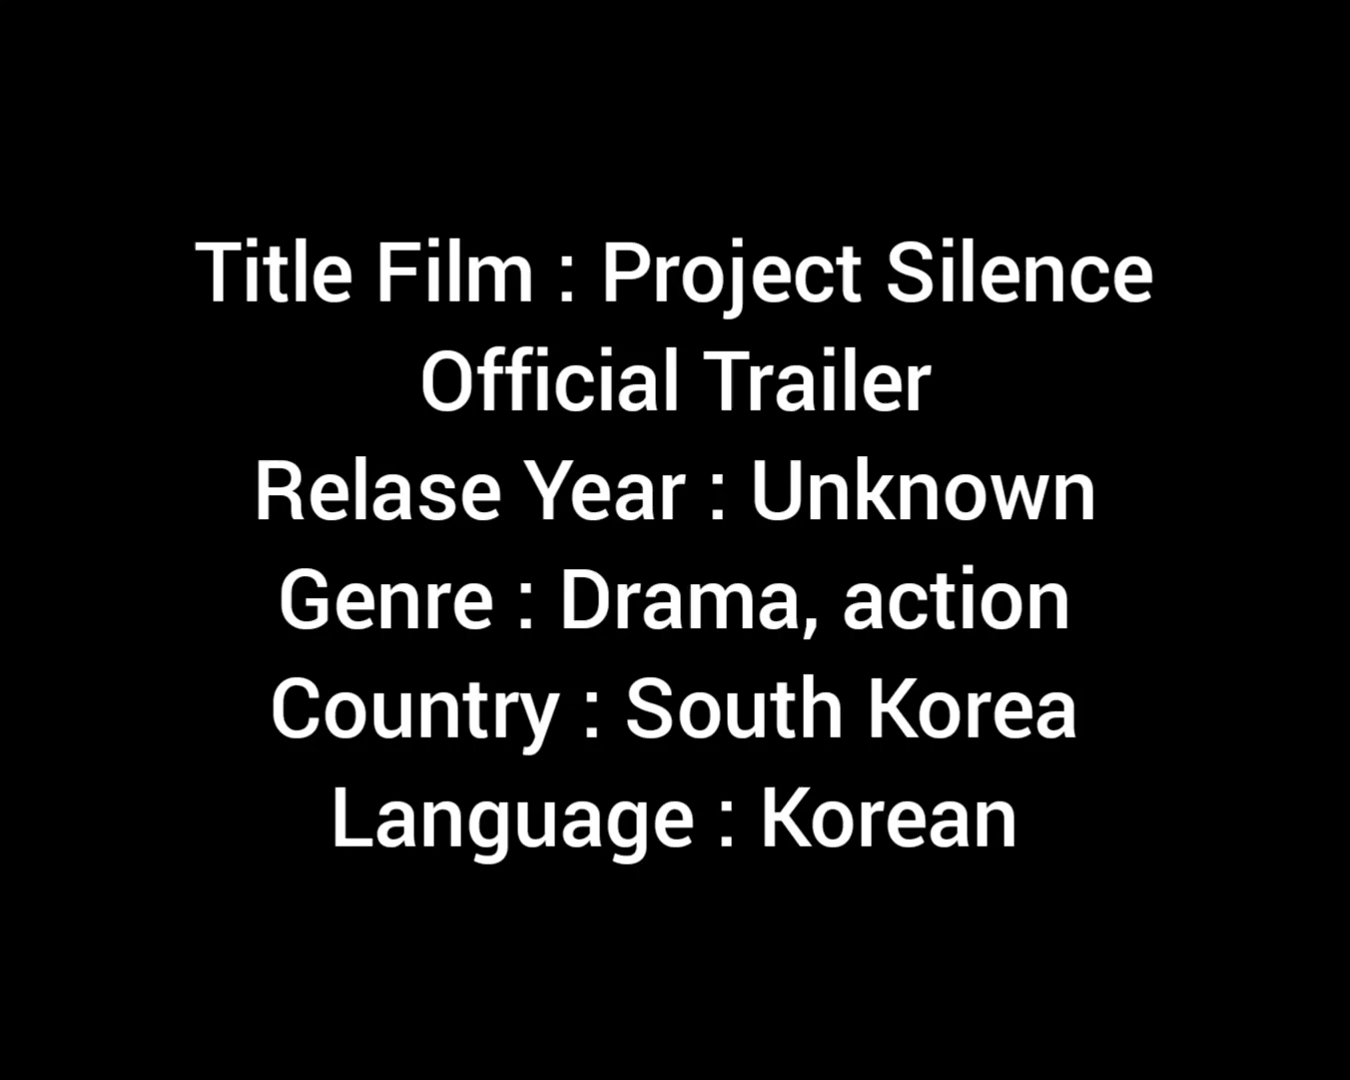 Title Film : Project Silence
Official Trailer
Relase Year : Unknown
Genre : Drama, action
Country : South Korea
Language : Korean